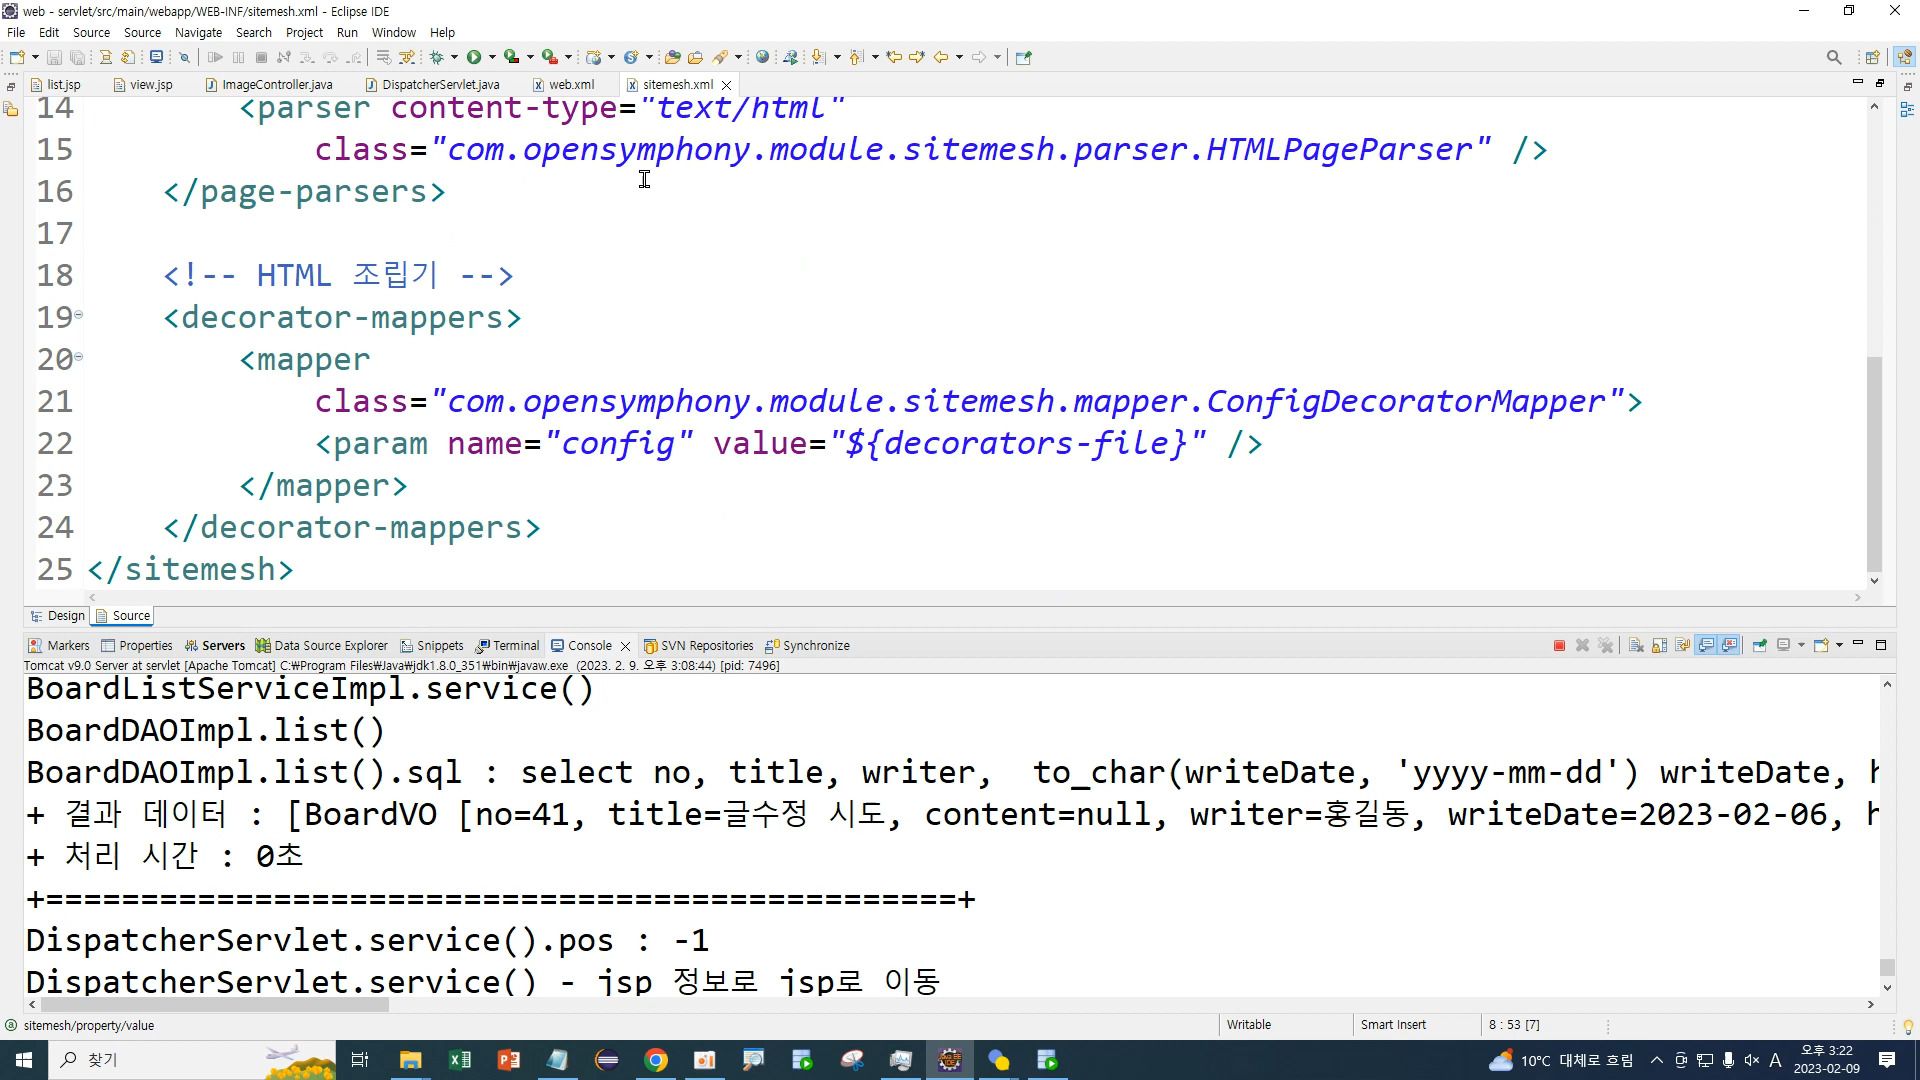 web - servlet/src/main/webapp/WEB-INF/sitemesh.xml - Eclipse IDE
File Edit Source Source Navigate Search Project Run Window Help
list.jsp view.jsp ImageController.java DispatcherServlet.java web.xml sitemesh.xml
14 <parser content-type="text/html"
15 class="com.opensymphony.module.sitemesh.parser.HTMLPageParser" />
16 </page-parsers>
17
18 <!-- HTML 조립기 -->
19 <decorator-mappers>
20 <mapper
21 class="com.opensymphony.module.sitemesh.mapper.ConfigDecoratorMapper">
22 <param name="config" value="${decorators-file}" />
23 </mapper>
24 </decorator-mappers>
25 </sitemesh>
Design Source
Markers Properties Servers Data Source Explorer Snippets Terminal Console SVN Repositories Synchronize
Tomcat v9.0 Server at servlet [Apache Tomcat] C:₩Program Files₩Java₩jdk1.8.0_351₩bin₩javaw.exe (2023. 2. 9. 오후 3:08:44) [pid: 7496]
BoardListServiceImpl.service()
BoardDAOImpl.list()
BoardDAOImpl.list().sql : select no, title, writer, to_char(writeDate, 'yyyy-mm-dd') writeDate,
+ 결과 데이터 : [BoardVO [no=41, title=글수정 시도, content=null, writer=홍길동, writeDate=2023-02-06,
+ 처리 시간 : 0초
+================================================+
DispatcherServlet.service().pos : -1
DispatcherServlet.service() - jsp 정보로 jsp로 이동
sitemesh/property/value Writable Smart Insert 8 : 53 [7]
찾기 10°C 대체로 흐림 A 오후 3:22
2023-02-09